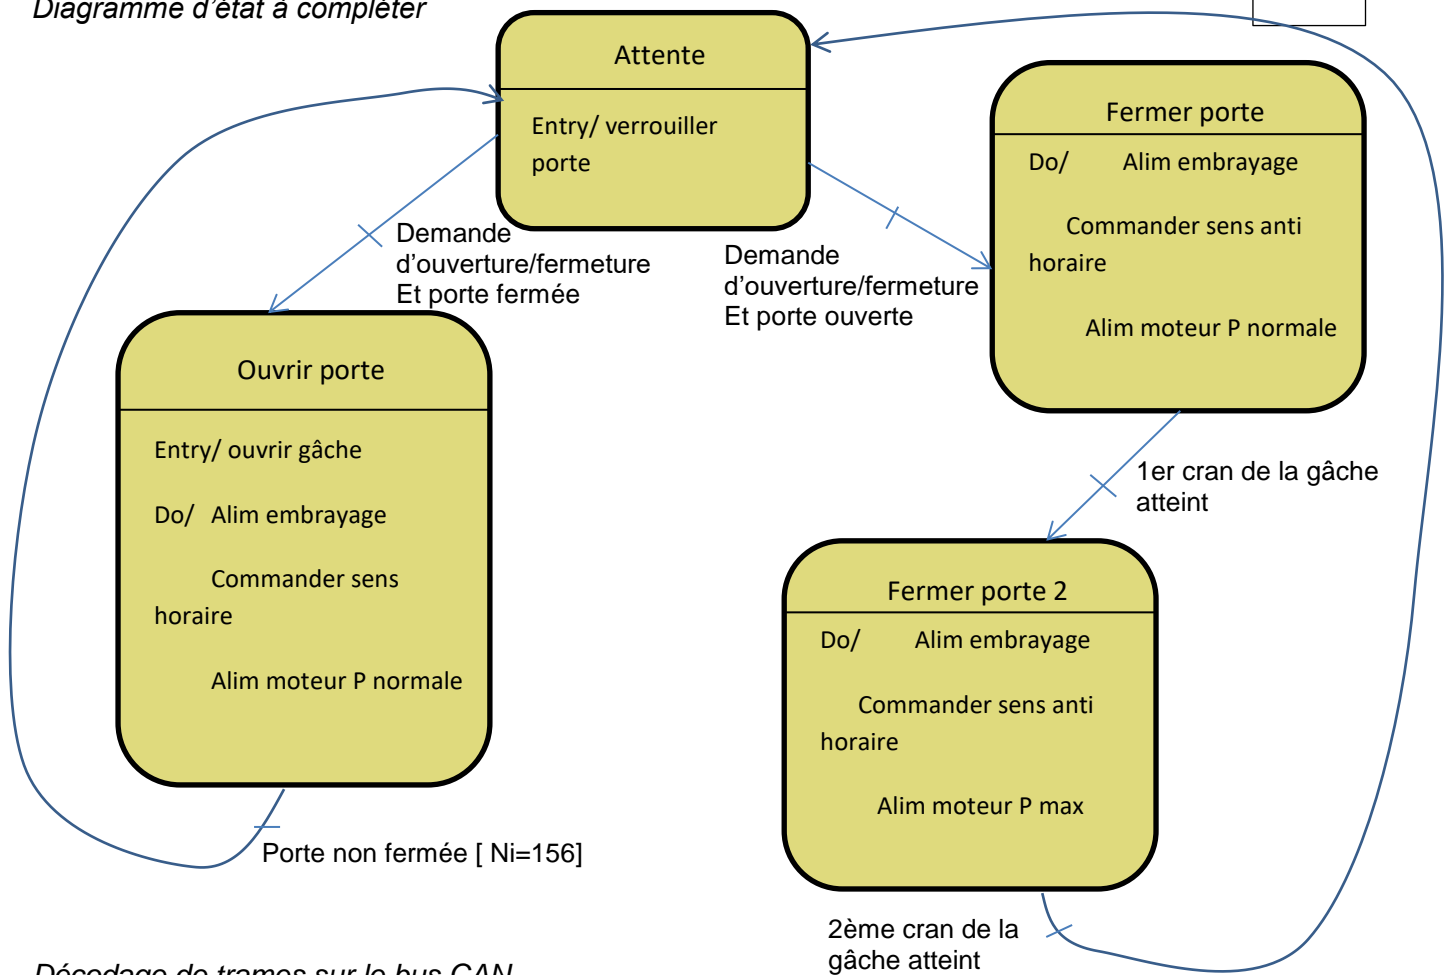 Diagramme d'état à compléter
Attente
Entry/ verrouiller
porte
Fermer porte
Do/ Alim embrayage
Commander sens anti
horaire
Alim moteur P normale
Demande
d'ouverture/fermeture
Et porte fermée
Demande
d'ouverture/fermeture
Et porte ouverte
Ouvrir porte
Entry/ ouvrir gâche
Do/ Alim embrayage
Commander sens
horaire
Alim moteur P normale
1er cran de la gâche
atteint
Fermer porte 2
Do/ Alim embrayage
Commander sens anti
horaire
Alim moteur P max
Porte non fermée [ Ni=156]
2ème cran de la
gâche atteint
Décodage de trames sur le bus CAN